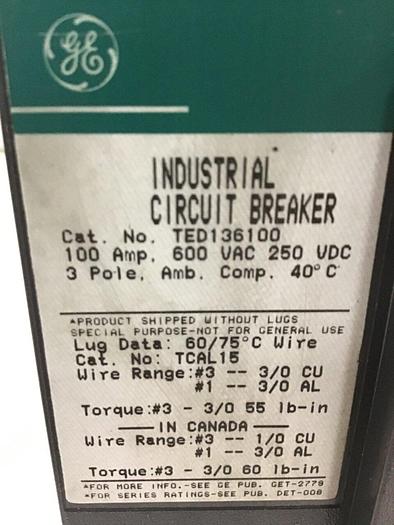 GE
INDUSTRIAL
CIRCUIT BREAKER
Cat. No. TED136100
100 Amp. 600 VAC 250 VDC
3 Pole, Amb. Comp. 40°C
*PRODUCT SHIPPED WITHOUT LUGS
SPECIAL PURPOSE-NOT FOR GENERAL USE
Lug Data: 60/75°C Wire
Cat. No: TCAL15
Wire Range:#3 -- 3/0 CU
#1 -- 3/0 AL
Torque:#3 - 3/0 55 lb-in
IN CANADA
Wire Range:#3 -- 1/0 CU
#1 -- 3/0 AL
Torque:#3 - 3/0 60 lb-in
*FOR MORE INFO.-SEE GE PUB. GET-2779
*FOR SERIES RATINGS-SEE PUB. DET-008